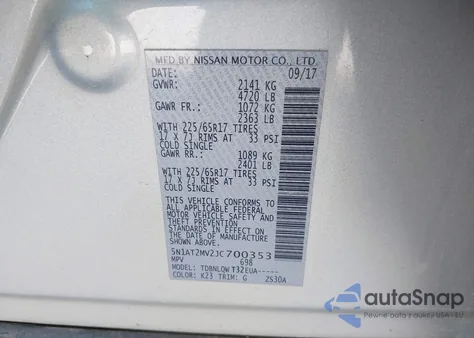 MFD BY NISSAN MOTOR CO., LTD.
DATE: 09/17
GVWR: 2141 KG
4720 LB
GAWR FR.: 1072 KG
2363 LB
WITH 225/65R17 TIRES
17 X 7J RIMS AT 33 PSI
COLD SINGLE
GAWR RR.: 1089 KG
2401 LB
WITH 225/65R17 TIRES
17 X 7J RIMS AT 33 PSI
COLD SINGLE
THIS VEHICLE CONFORMS TO
ALL APPLICABLE FEDERAL
MOTOR VEHICLE SAFETY AND
THEFT PREVENTION
STANDARDS IN EFFECT ON
THE DATE OF MANUFACTURE
SHOWN ABOVE.
5N1AT2MV2JC700353
MPV 698
MODEL: TDBNLQW T32EUA-----
COLOR: K23 TRIM: G 2S30A
autoSnap